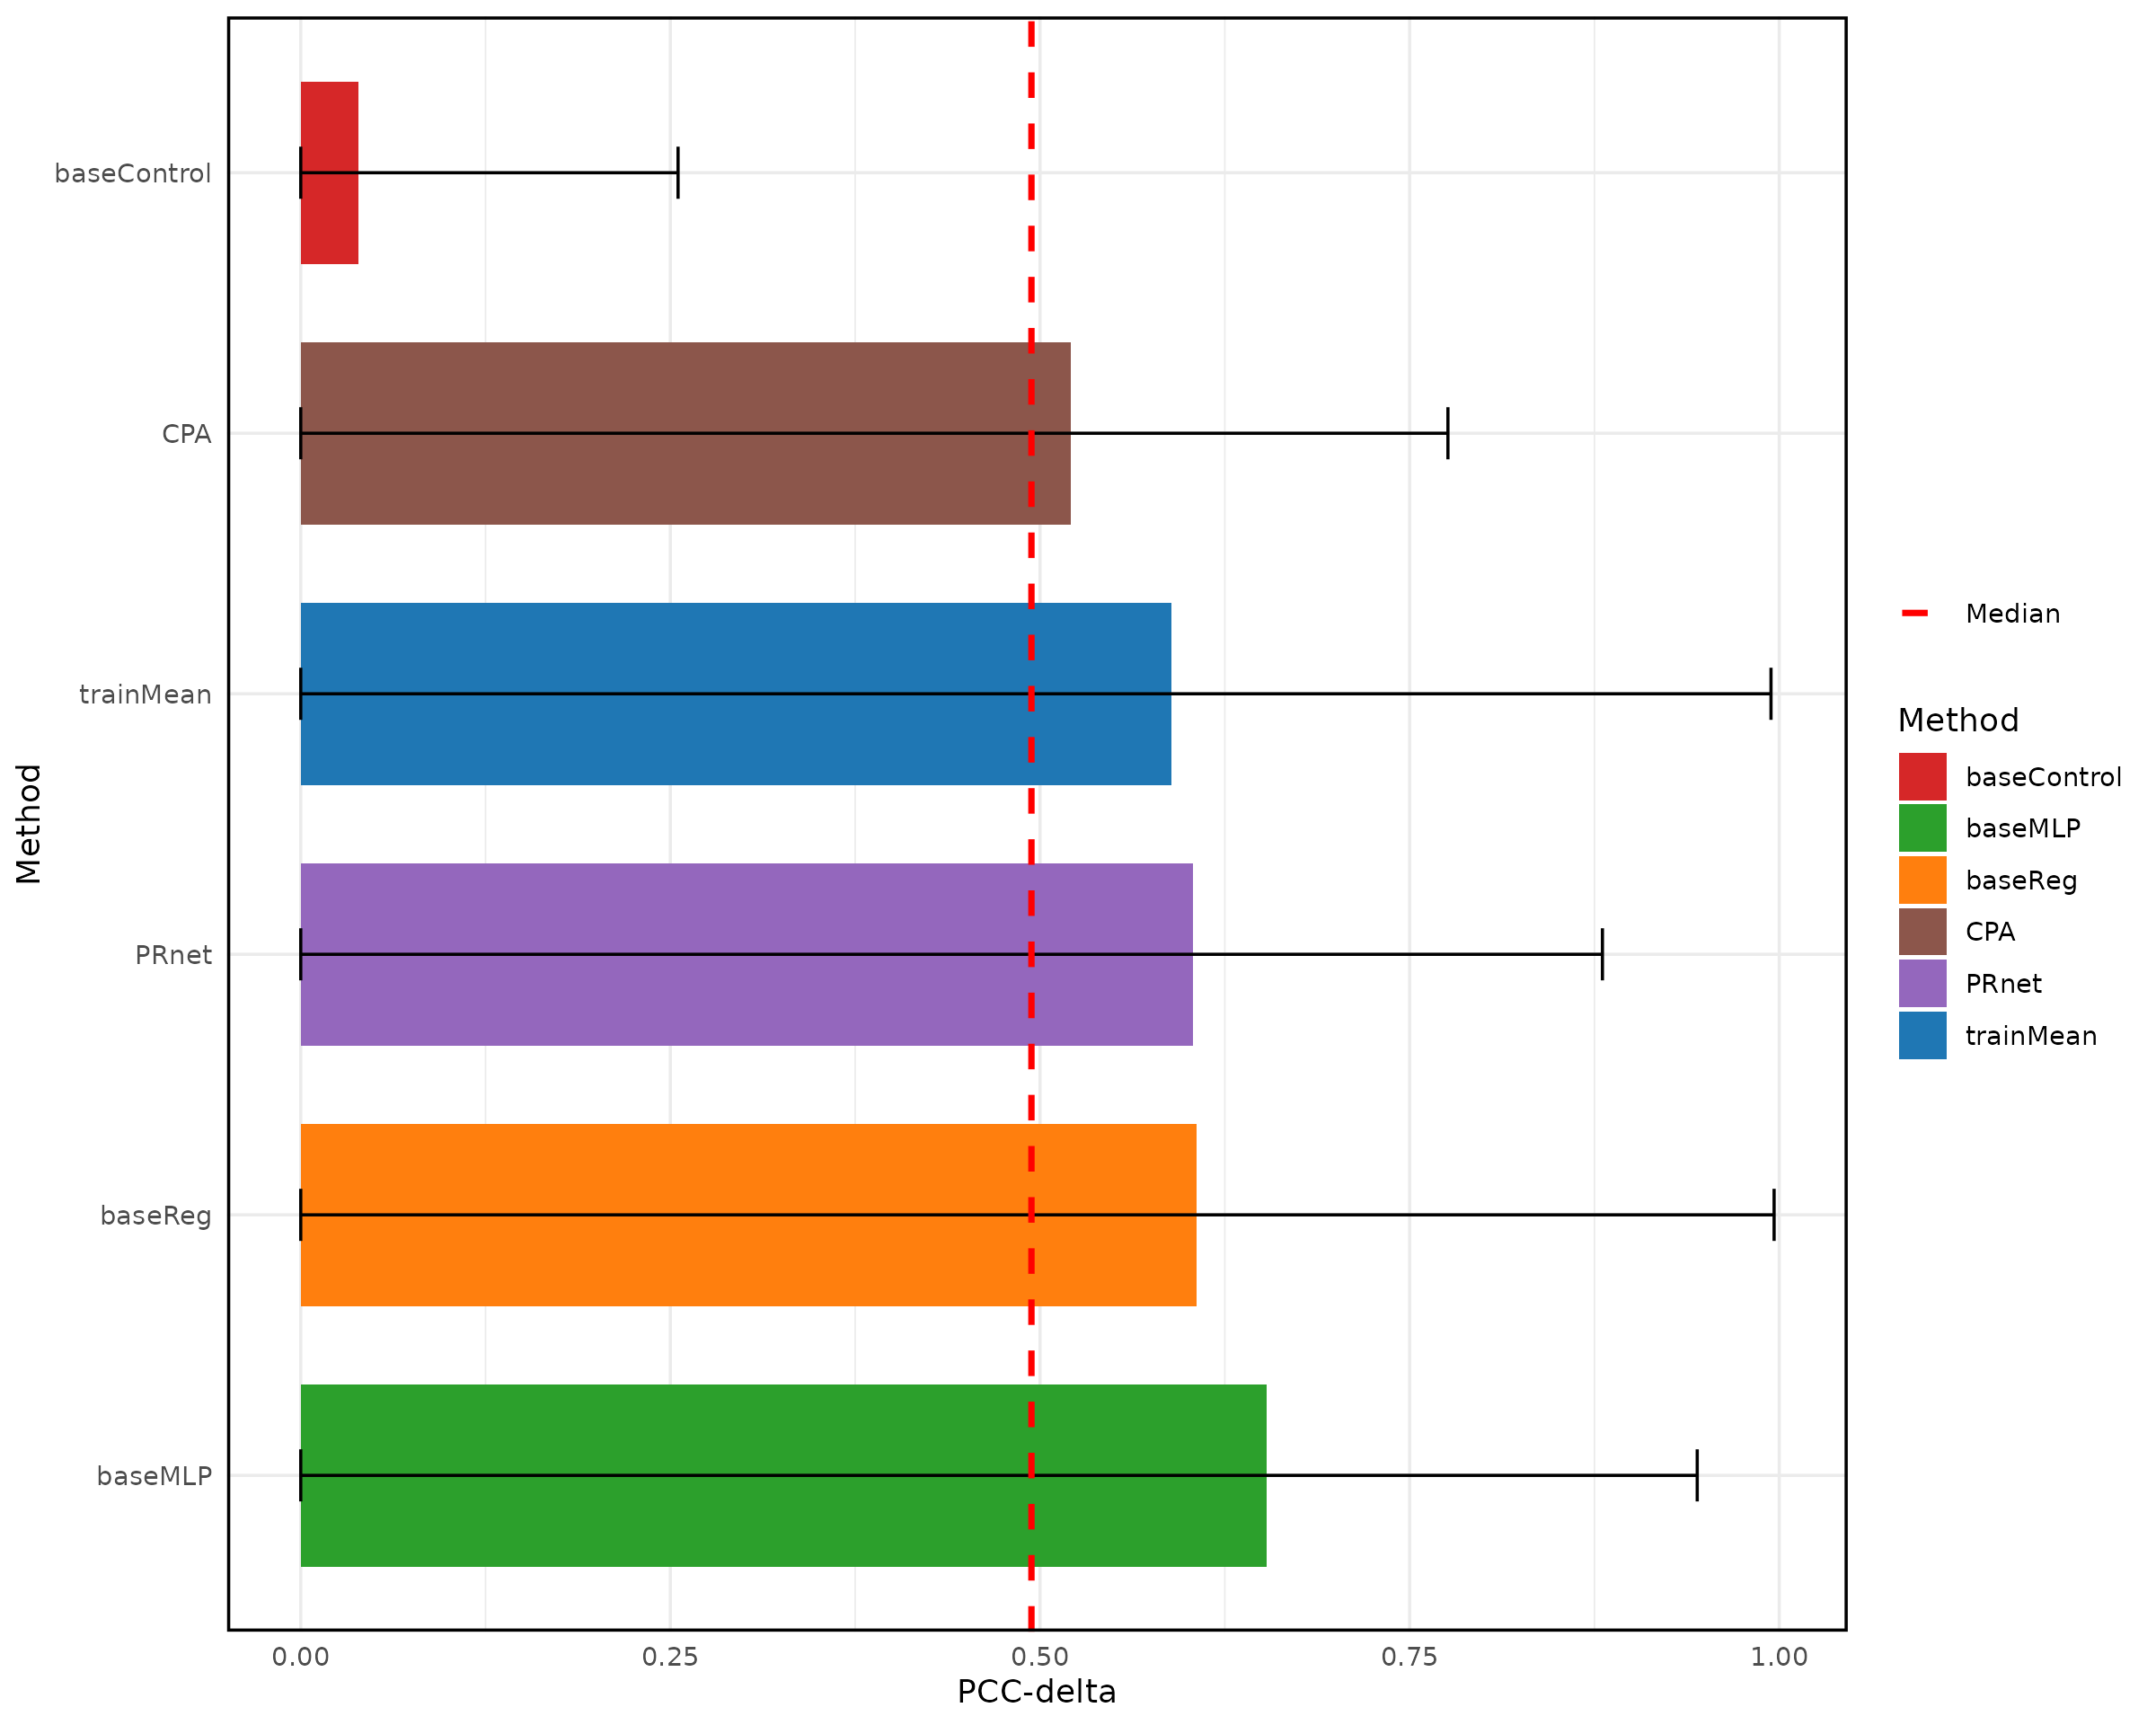 baseControl
CPA
trainMean
PRnet
baseReg
baseMLP
Method
0.00
0.25
0.50
0.75
1.00
PCC-delta
Median
Method
baseControl
baseMLP
baseReg
CPA
PRnet
trainMean